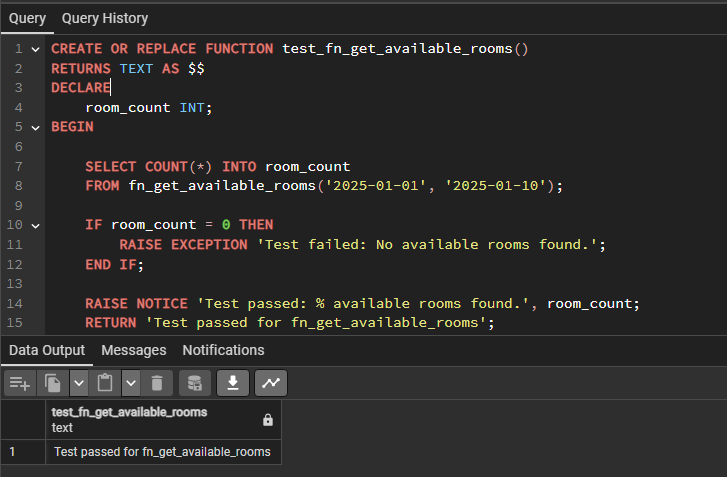 Query Query History
1 CREATE OR REPLACE FUNCTION test_fn_get_available_rooms()
2 RETURNS TEXT AS $$
3 DECLARE
4 room_count INT;
5 BEGIN
6
7 SELECT COUNT(*) INTO room_count
8 FROM fn_get_available_rooms('2025-01-01', '2025-01-10');
9
10 IF room_count = 0 THEN
11 RAISE EXCEPTION 'Test failed: No available rooms found.';
12 END IF;
13
14 RAISE NOTICE 'Test passed: % available rooms found.', room_count;
15 RETURN 'Test passed for fn_get_available_rooms';
Data Output Messages Notifications
test_fn_get_available_rooms
text
1 Test passed for fn_get_available_rooms